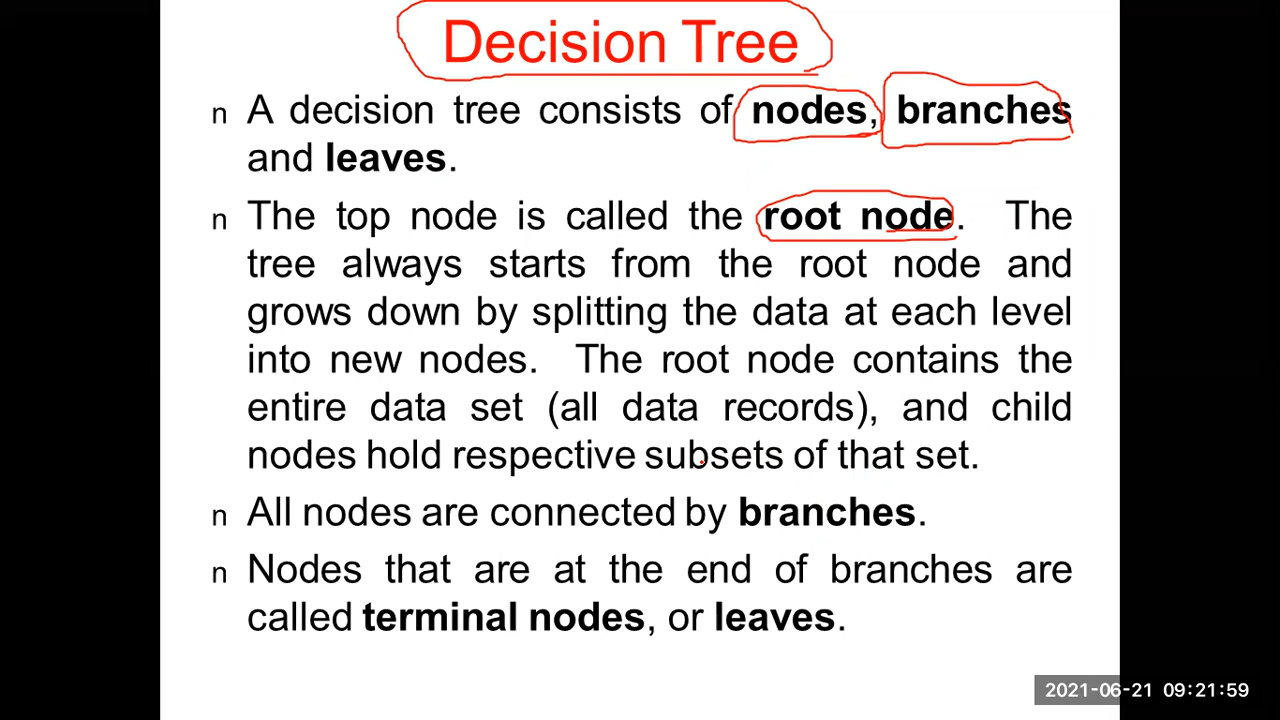 Decision Tree
n A decision tree consists of nodes, branches
and leaves.
n The top node is called the root node. The
tree always starts from the root node and
grows down by splitting the data at each level
into new nodes. The root node contains the
entire data set (all data records), and child
nodes hold respective subsets of that set.
n All nodes are connected by branches.
n Nodes that are at the end of branches are
called terminal nodes, or leaves.
2021-06-21 09:21:59